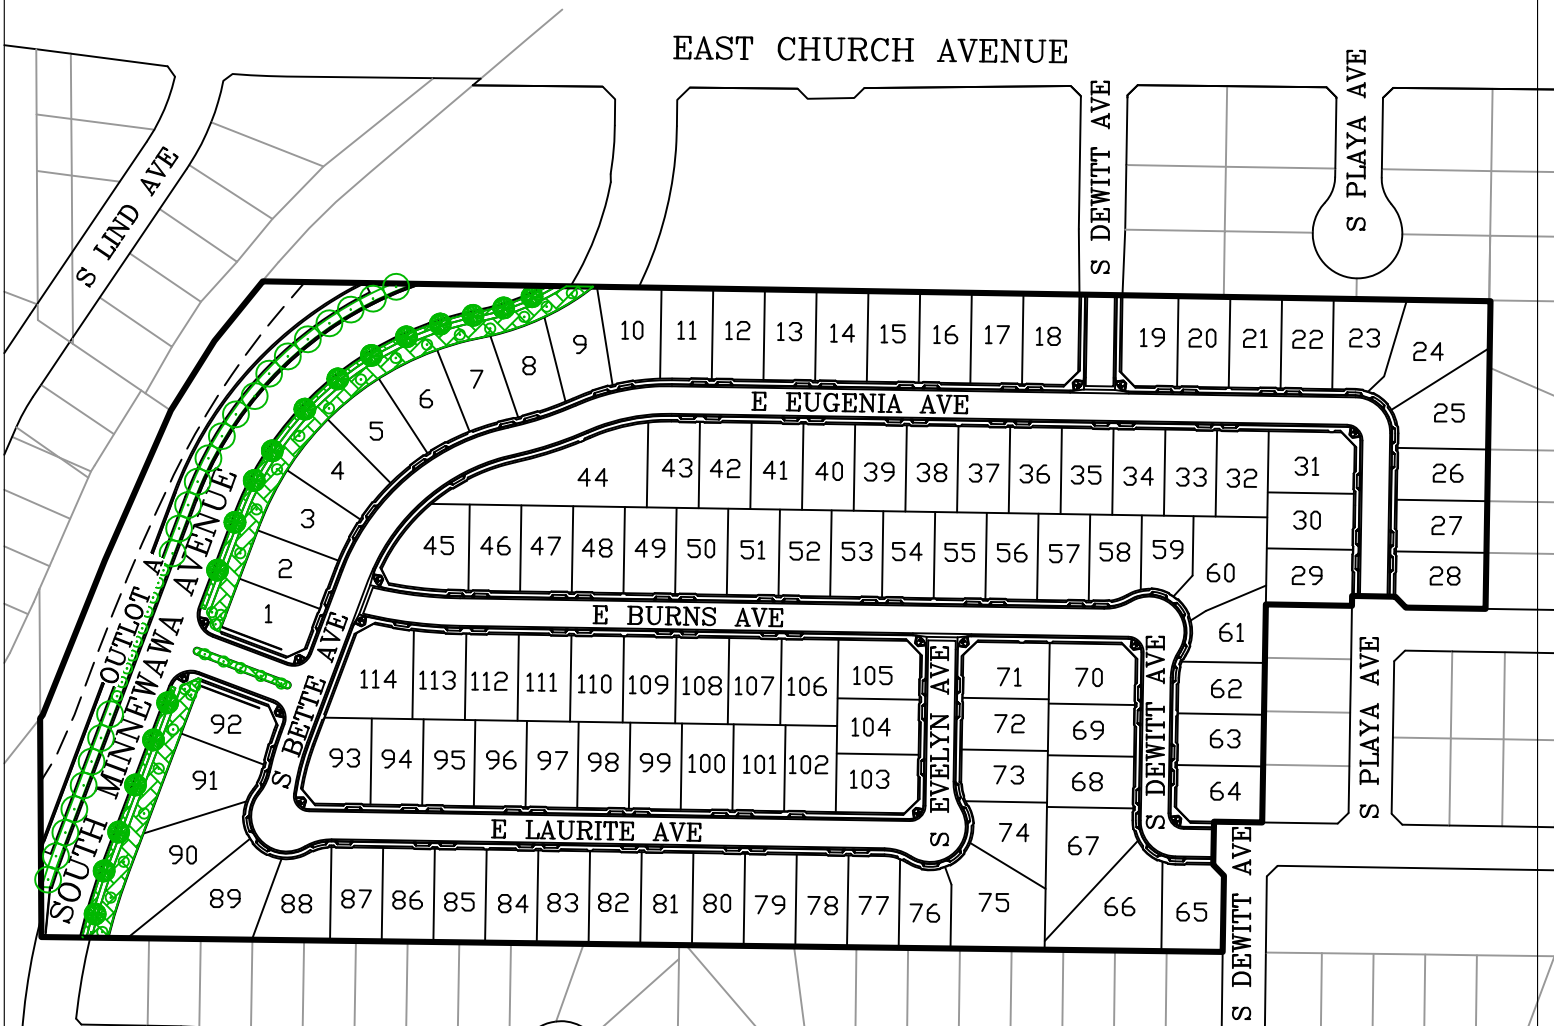 EAST CHURCH AVENUE
S LIND AVE
S DEWITT AVE
S PLAYA AVE
10 11 12 13 14 15 16 17 18 19 20 21 22 23
24
9
8
7
6
5
4
3
2
1
E EUGENIA AVE
25
26
27
28
44 43 42 41 40 39 38 37 36 35 34 33 32
31
30
29
45 46 47 48 49 50 51 52 53 54 55 56 57 58 59
60
61
62
63
64
OUTLOT A
SOUTH MINNEWAWA AVENUE
S BETTE AVE
E BURNS AVE
114 113 112 111 110 109 108 107 106
105
104
103
93 94 95 96 97 98 99 100 101 102
S EVELYN AVE
71
72
73
74
70
69
68
67
S DEWITT AVE
S PLAYA AVE
92
91
90
E LAURITE AVE
89 88 87 86 85 84 83 82 81 80 79 78 77 76 75
66 65
S DEWITT AVE